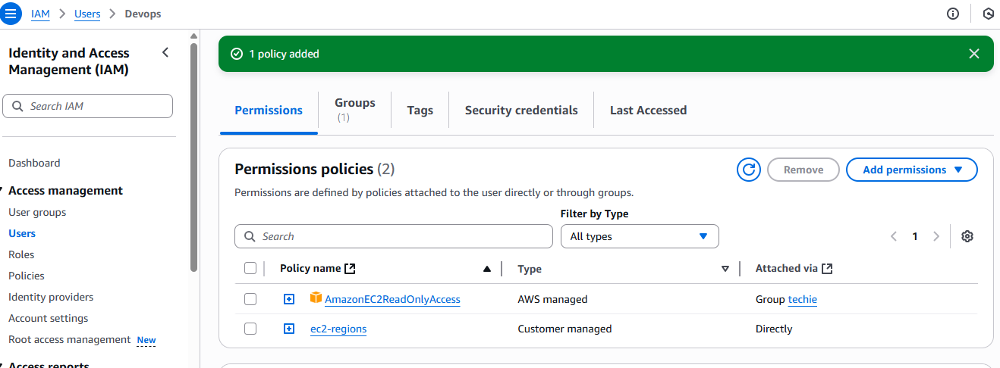 IAM > Users > Devops
Identity and Access
Management (IAM)
Search IAM
Dashboard
Access management
User groups
Users
Roles
Policies
Identity providers
Account settings
Root access management New
Access reports
1 policy added
Permissions
Groups
(1)
Tags
Security credentials
Last Accessed
Permissions policies (2)
Remove
Add permissions
Permissions are defined by policies attached to the user directly or through groups.
Filter by Type
Search
All types
1
Policy name
Type
Attached via
AmazonEC2ReadOnlyAccess
AWS managed
Group techie
ec2-regions
Customer managed
Directly